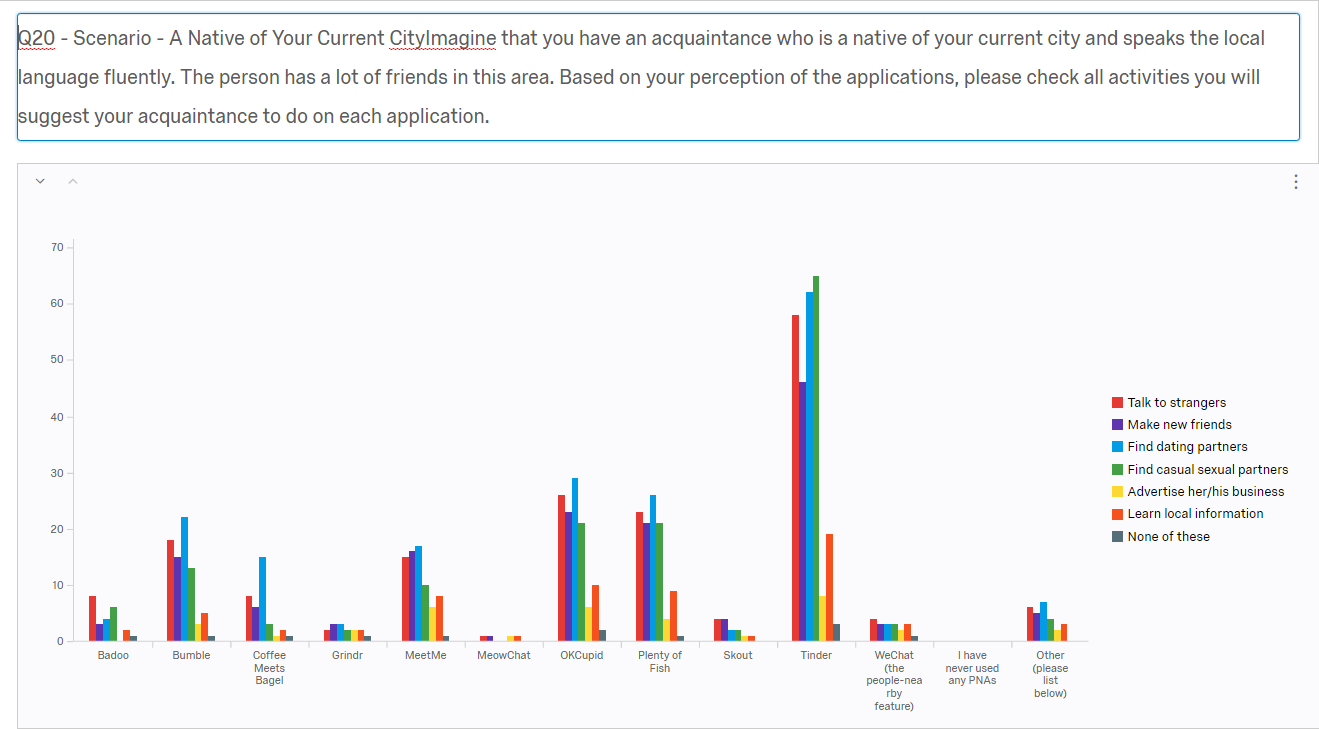 Q20 - Scenario - A Native of Your Current CityImagine that you have an acquaintance who is a native of your current city and speaks the local
language fluently. The person has a lot of friends in this area. Based on your perception of the applications, please check all activities you will
suggest your acquaintance to do on each application.
70
60
50
40
30
20
10
0
Badoo
Bumble
Coffee
Meets
Bagel
Grindr
MeetMe
MeowChat
OKCupid
Plenty of
Fish
Skout
Tinder
WeChat
(the
people-nea
rby
feature)
I have
never used
any PNAs
Other
(please
list
below)
Talk to strangers
Make new friends
Find dating partners
Find casual sexual partners
Advertise her/his business
Learn local information
None of these